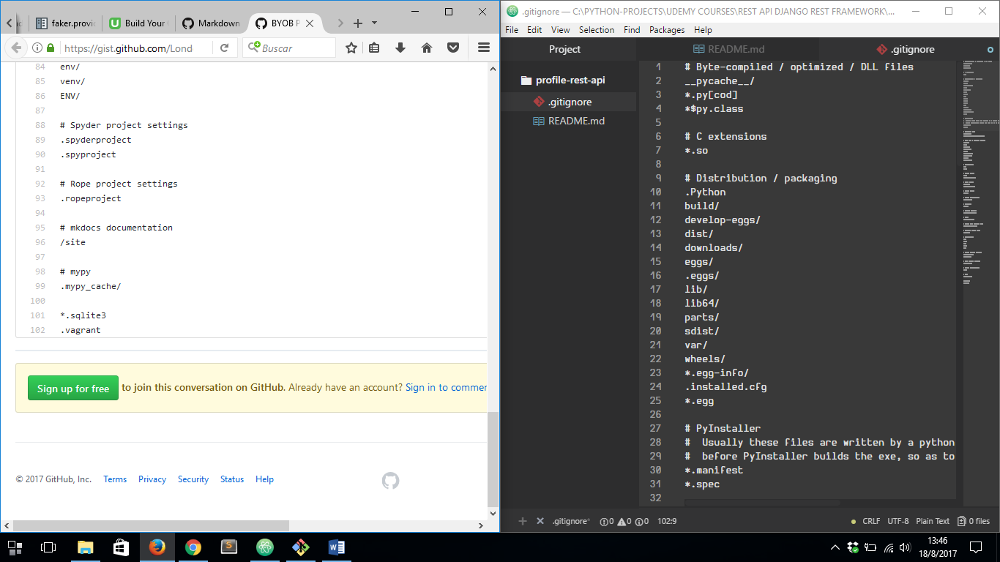 faker.provi
Build Your
Markdown
BYOB P
https://gist.github.com/Lond
Buscar
84 env/
85 venv/
86 ENV/
87
88 # Spyder project settings
89 .spyderproject
90 .spyproject
91
92 # Rope project settings
93 .ropeproject
94
95 # mkdocs documentation
96 /site
97
98 # mypy
99 .mypy_cache/
100
101 *.sqlite3
102 .vagrant
Sign up for free to join this conversation on GitHub. Already have an account? Sign in to commen
© 2017 GitHub, Inc. Terms Privacy Security Status Help
.gitignore — C:\PYTHON-PROJECTS\UDEMY COURSES\REST API DJANGO REST FRAMEWORK\...
File Edit View Selection Find Packages Help
Project
README.md
.gitignore
profile-rest-api
.gitignore
README.md
1 # Byte-compiled / optimized / DLL files
2 __pycache__/
3 *.py[cod]
4 *$py.class
5
6 # C extensions
7 *.so
8
9 # Distribution / packaging
10 .Python
11 build/
12 develop-eggs/
13 dist/
14 downloads/
15 eggs/
16 .eggs/
17 lib/
18 lib64/
19 parts/
20 sdist/
21 var/
22 wheels/
23 *.egg-info/
24 .installed.cfg
25 *.egg
26
27 # PyInstaller
28 #  Usually these files are written by a python
29 #  before PyInstaller builds the exe, so as to
30 *.manifest
31 *.spec
32
.gitignore* 0 0 0 102:9
CRLF UTF-8 Plain Text 0 files
13:46
18/8/2017